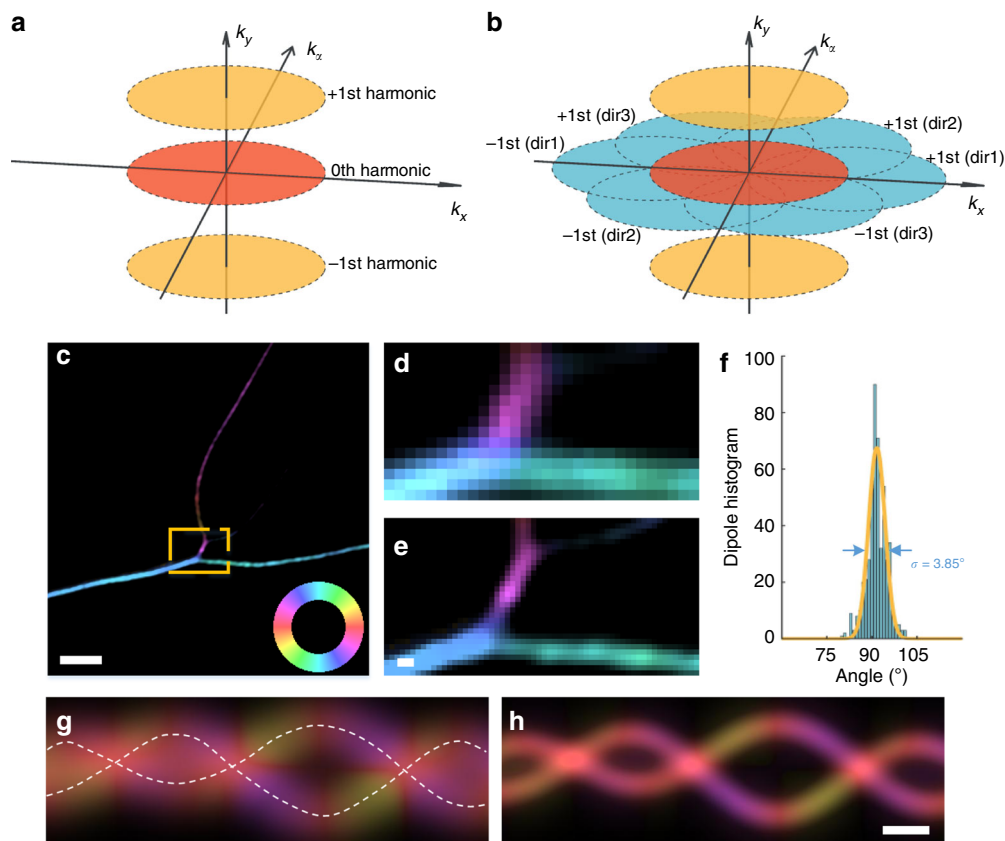 a
k_y
k_α
+1st harmonic
0th harmonic
k_x
−1st harmonic
b
k_y
k_α
+1st (dir3)
−1st (dir1)
+1st (dir2)
+1st (dir1)
k_x
−1st (dir2)
−1st (dir3)
c
d
e
f
100
80
60
40
20
0
Dipole histogram
σ = 3.85°
75
90
105
Angle (°)
g
h